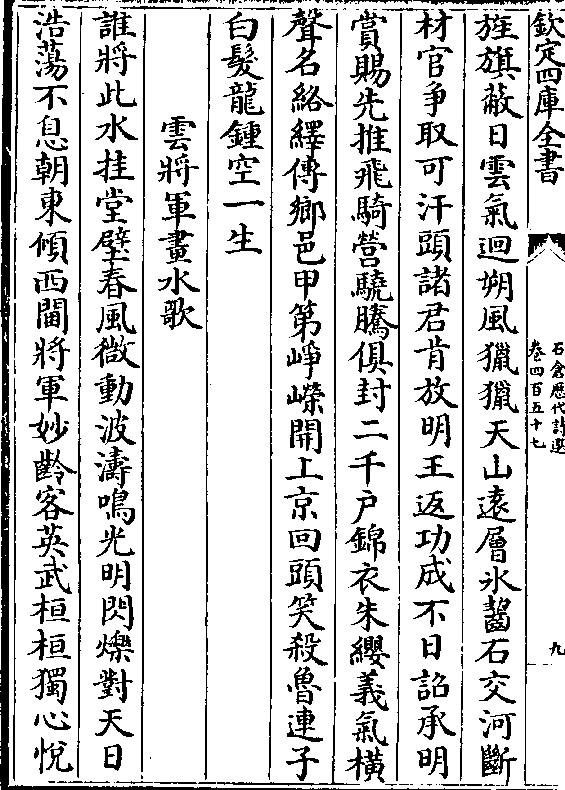 欽定四庫全書
石倉歷代詩選
卷四百五十七
九
旌旗蔽日雲氣迴朔風獵獵天山遠層氷齧石交河斷
材官争取可汗頭諸君肯放明王返功成不日詔承明
賞賜先推飛騎營驍騰俱封二千户錦衣朱纓義氣橫
聲名絡繹傳鄉邑甲第崢嶸開上京回頭笑殺魯連子
白髮龍鍾空一生
雲將軍畫水歌
誰將此水挂堂壁春風微動波濤鳴光明閃爍對天日
浩蕩不息朝東傾西閫將軍妙齡客英武桓桓獨心悅